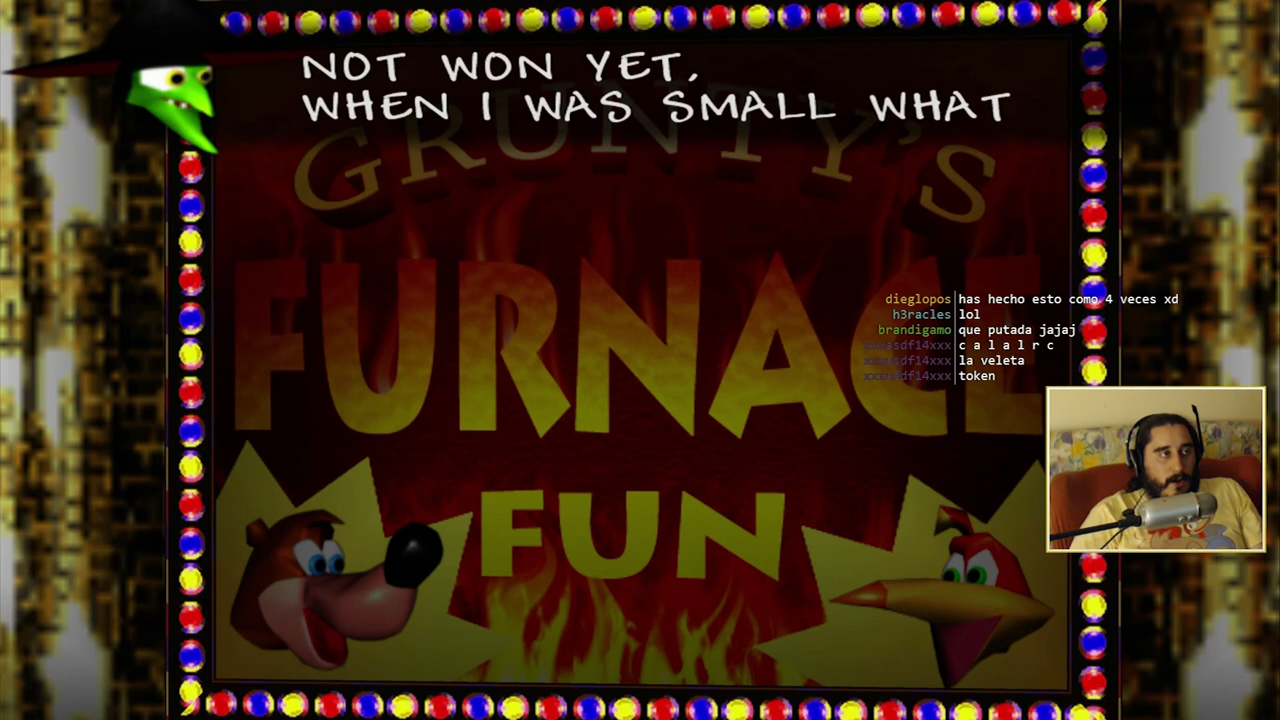 NOT WON YET,
WHEN I WAS SMALL WHAT
GRUNTY'S
FURNACE
FUN
dieglopos has hecho esto como 4 veces xd
h3racles lol
brandigamo que putada jajaj
c a l a l r c
la veleta
token